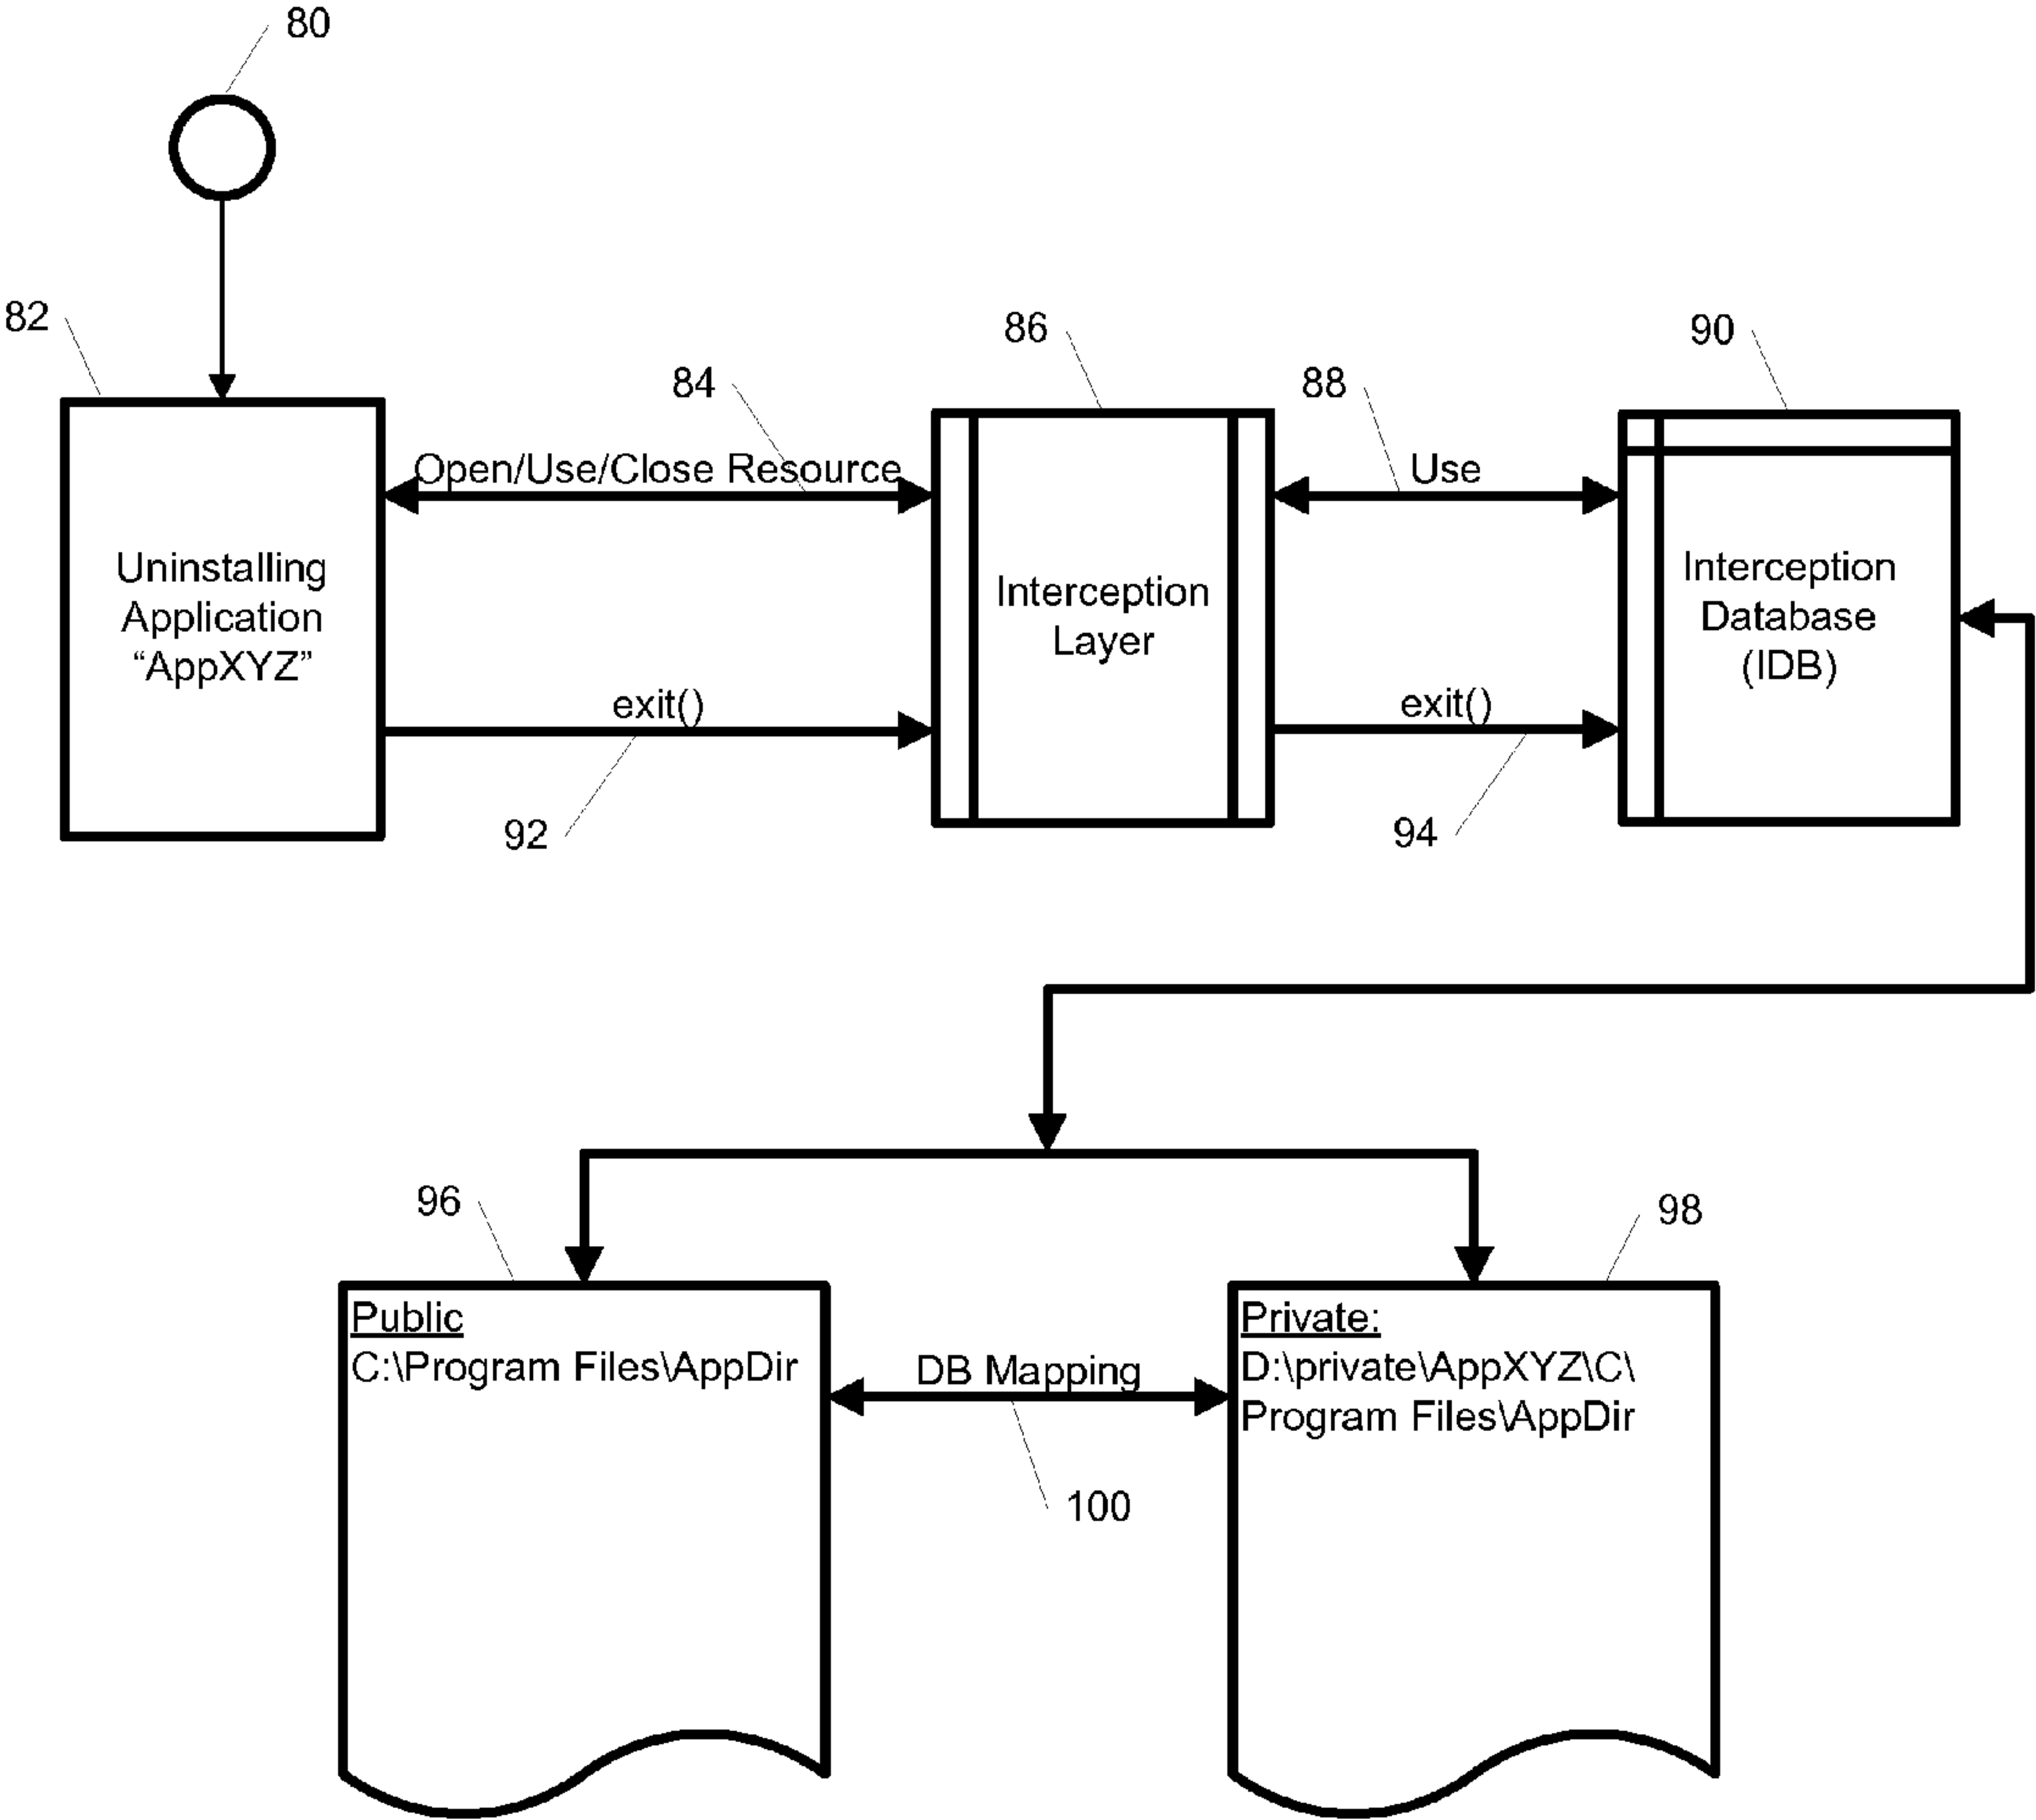 80
82
86
90
84
88
Open/Use/Close Resource
Use
Uninstalling
Application
“AppXYZ”
Interception
Layer
Interception
Database
(IDB)
exit()
exit()
92
94
96
98
Public
C:\Program Files\AppDir
DB Mapping
Private:
D:\private\AppXYZ\C\
Program Files\AppDir
100